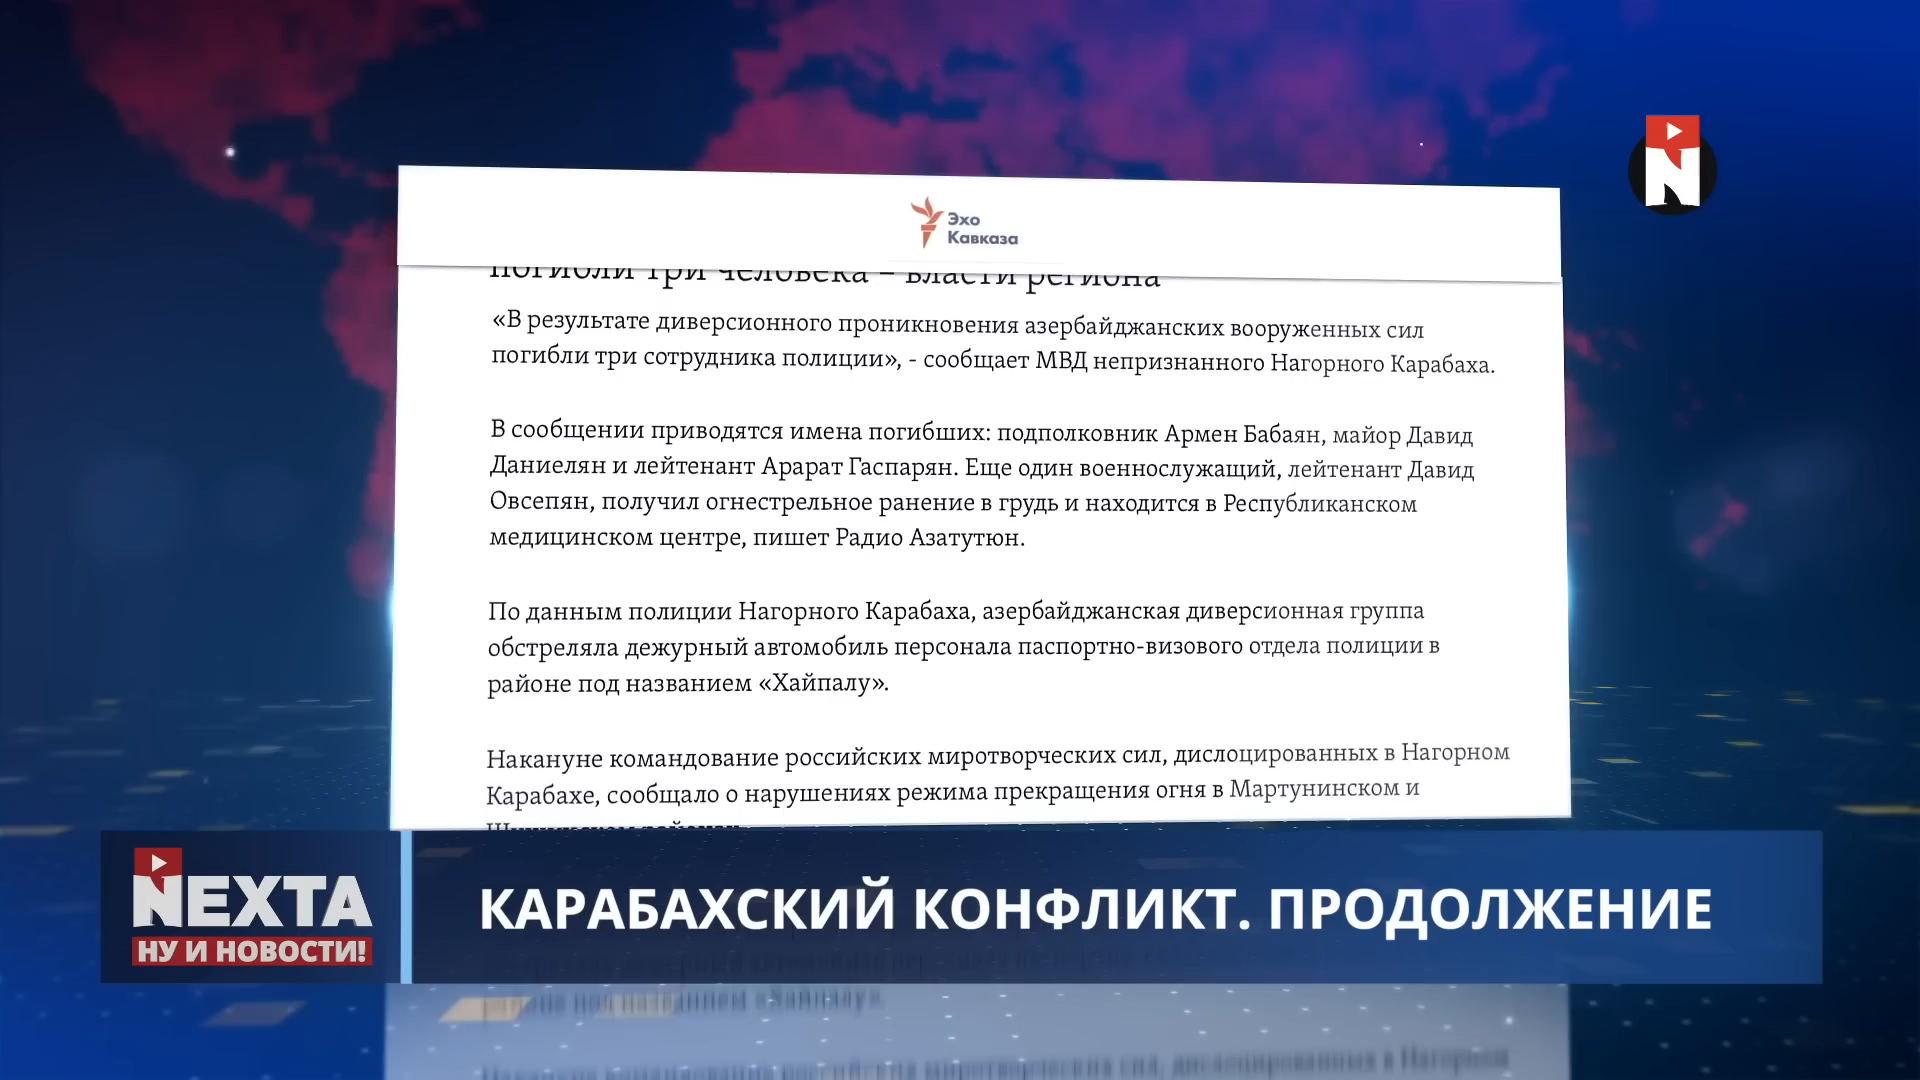 Эхо
Кавказа
погибли три человека – власти региона
«В результате диверсионного проникновения азербайджанских вооруженных сил
погибли три сотрудника полиции», - сообщает МВД непризнанного Нагорного Карабаха.
В сообщении приводятся имена погибших: подполковник Армен Бабаян, майор Давид
Даниелян и лейтенант Арарат Гаспарян. Еще один военнослужащий, лейтенант Давид
Овсепян, получил огнестрельное ранение в грудь и находится в Республиканском
медицинском центре, пишет Радио Азатутюн.
По данным полиции Нагорного Карабаха, азербайджанская диверсионная группа
обстреляла дежурный автомобиль персонала паспортно-визового отдела полиции в
районе под названием «Хайпалу».
Накануне командование российских миротворческих сил, дислоцированных в Нагорном
Карабахе, сообщало о нарушениях режима прекращения огня в Мартунинском и
NEXTA
НУ И НОВОСТИ!
КАРАБАХСКИЙ КОНФЛИКТ. ПРОДОЛЖЕНИЕ